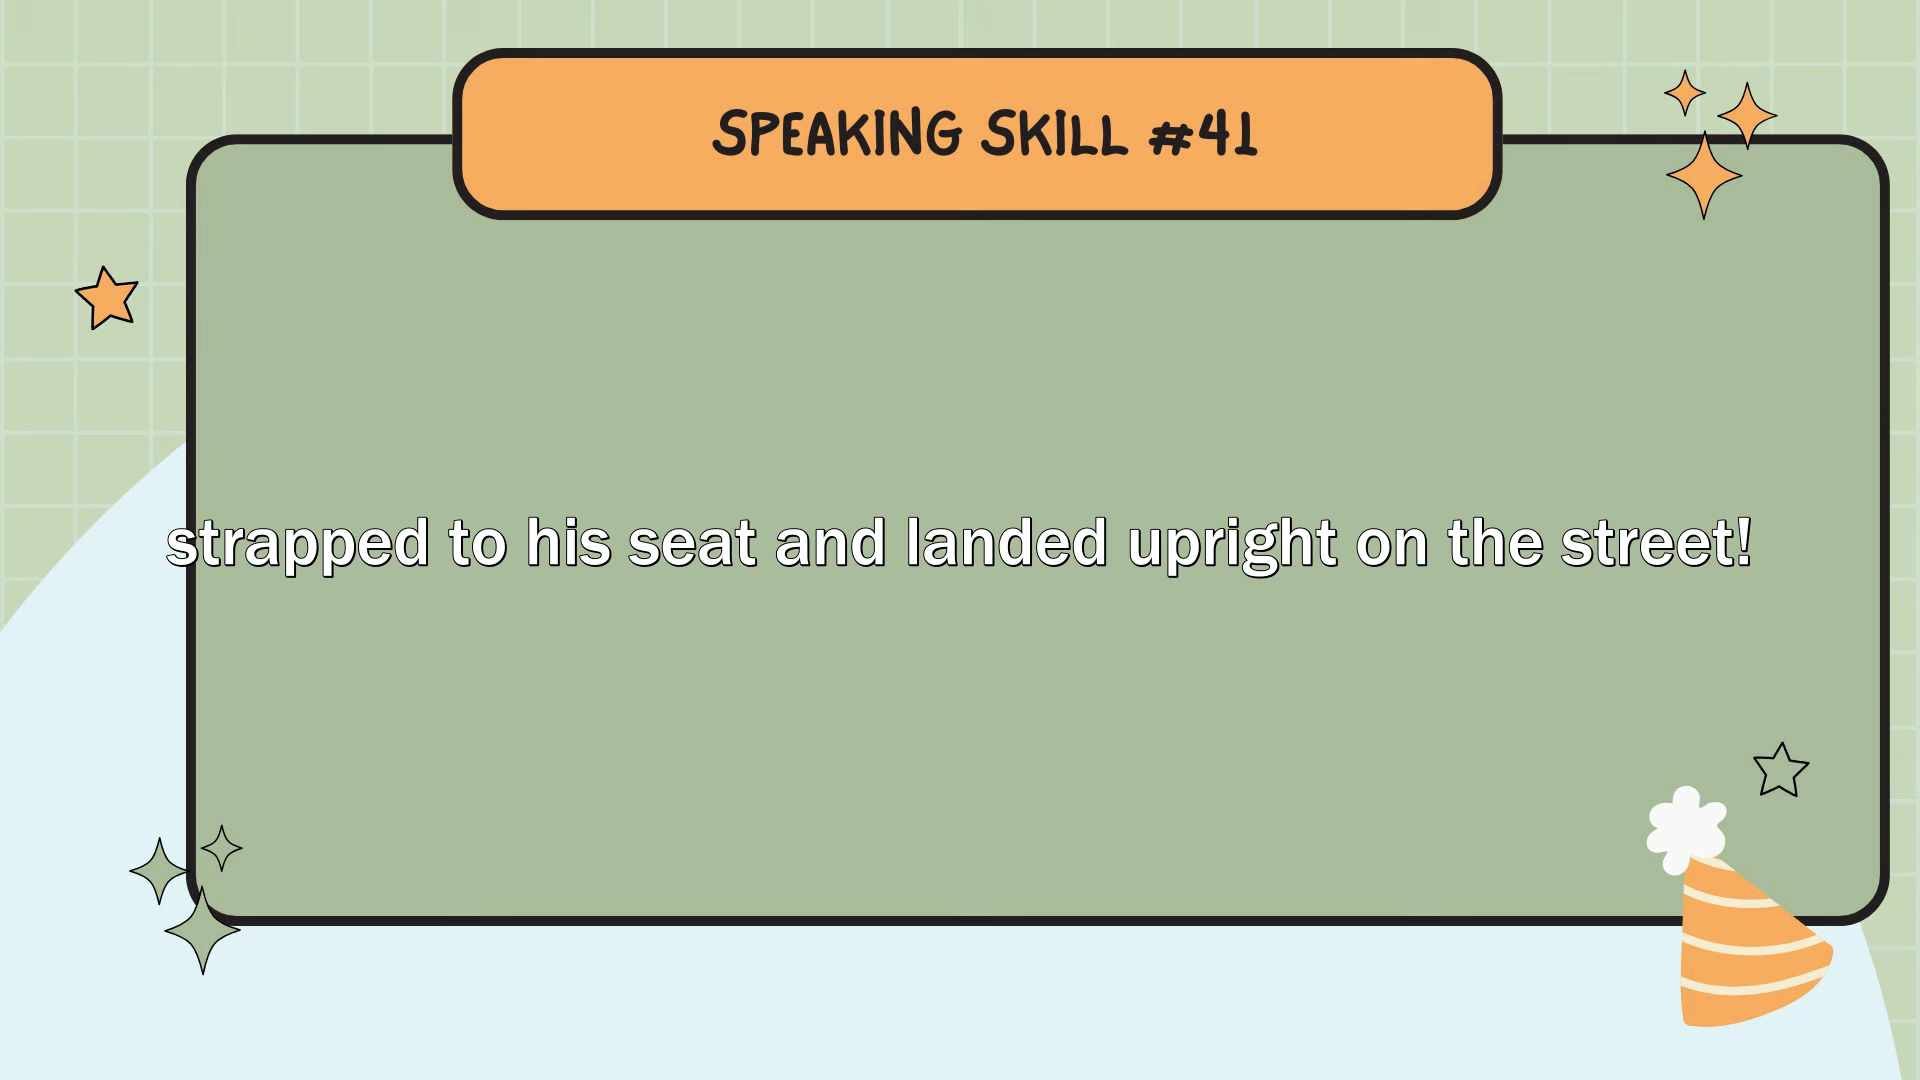 SPEAKING SKILL #41
strapped to his seat and landed upright on the street!